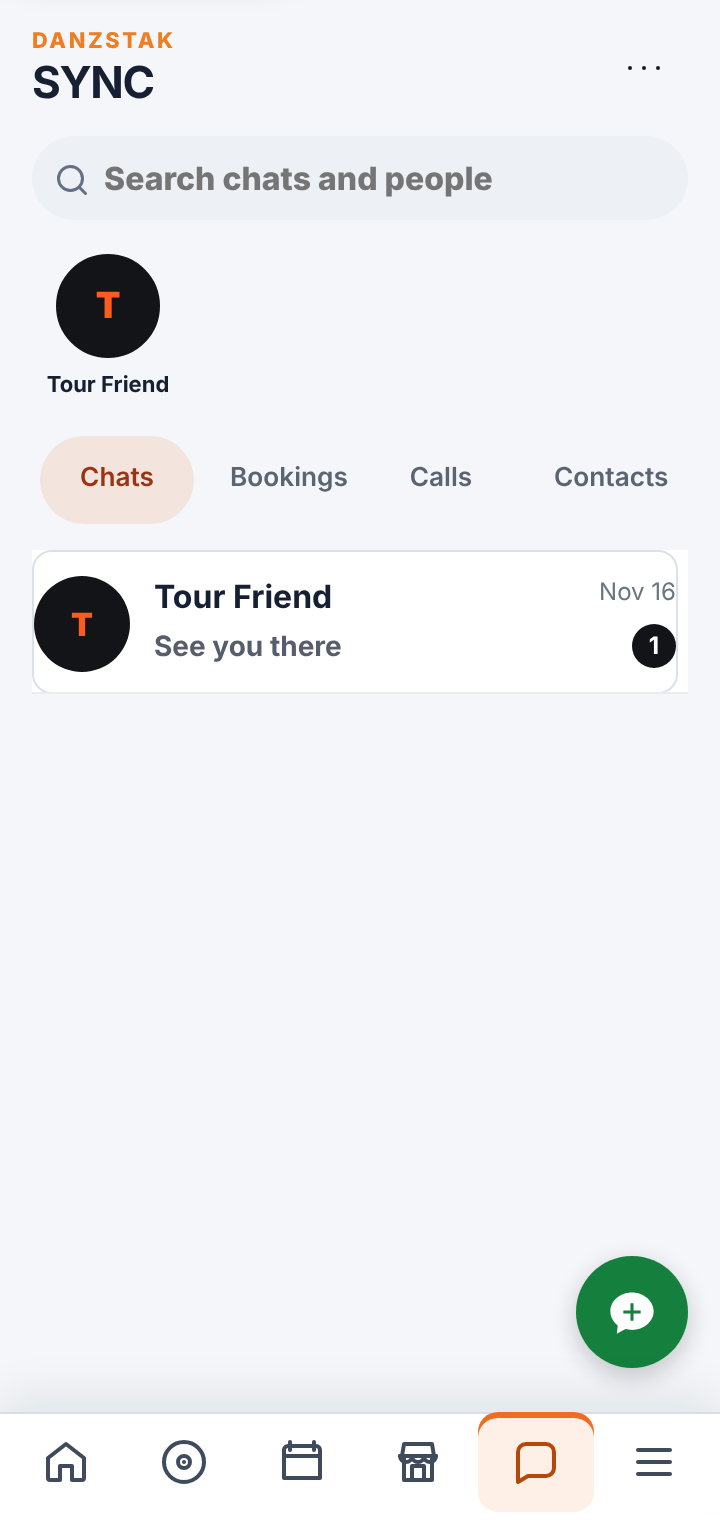 DANZSTAK
SYNC
Search chats and people
T
Tour Friend
Chats Bookings Calls Contacts
T
Tour Friend Nov 16
See you there 1